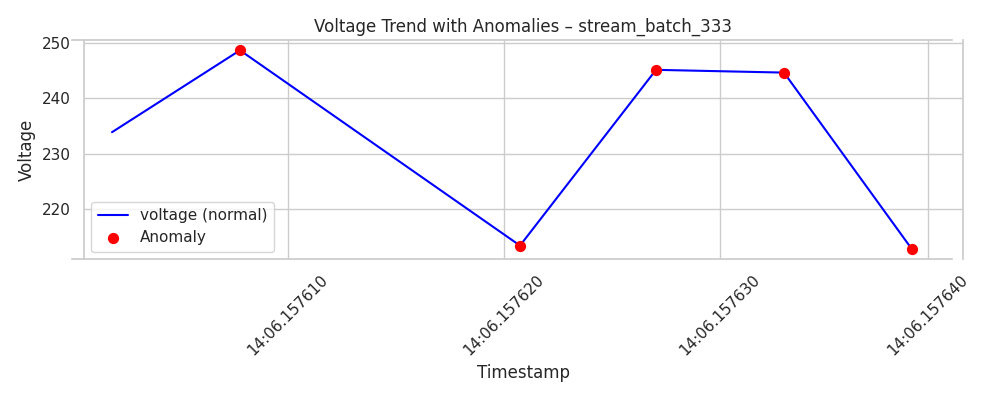 Voltage Trend with Anomalies – stream_batch_333
250
240
230
220
Voltage
voltage (normal)
Anomaly
14:06.157610
14:06.157620
14:06.157630
14:06.157640
Timestamp